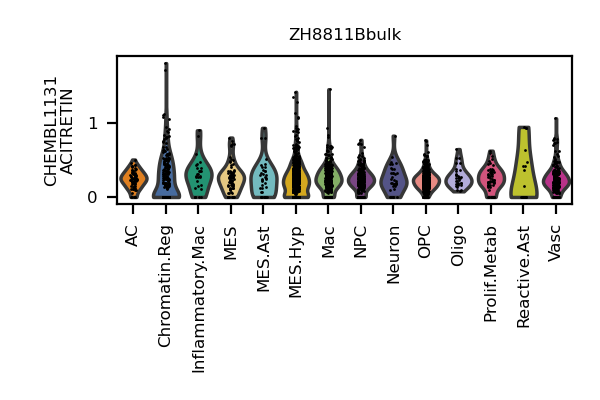 ZH8811Bbulk
CHEMBL1131
ACITRETIN
1
0
AC
Chromatin.Reg
Inflammatory.Mac
MES
MES.Ast
MES.Hyp
Mac
NPC
Neuron
OPC
Oligo
Prolif.Metab
Reactive.Ast
Vasc